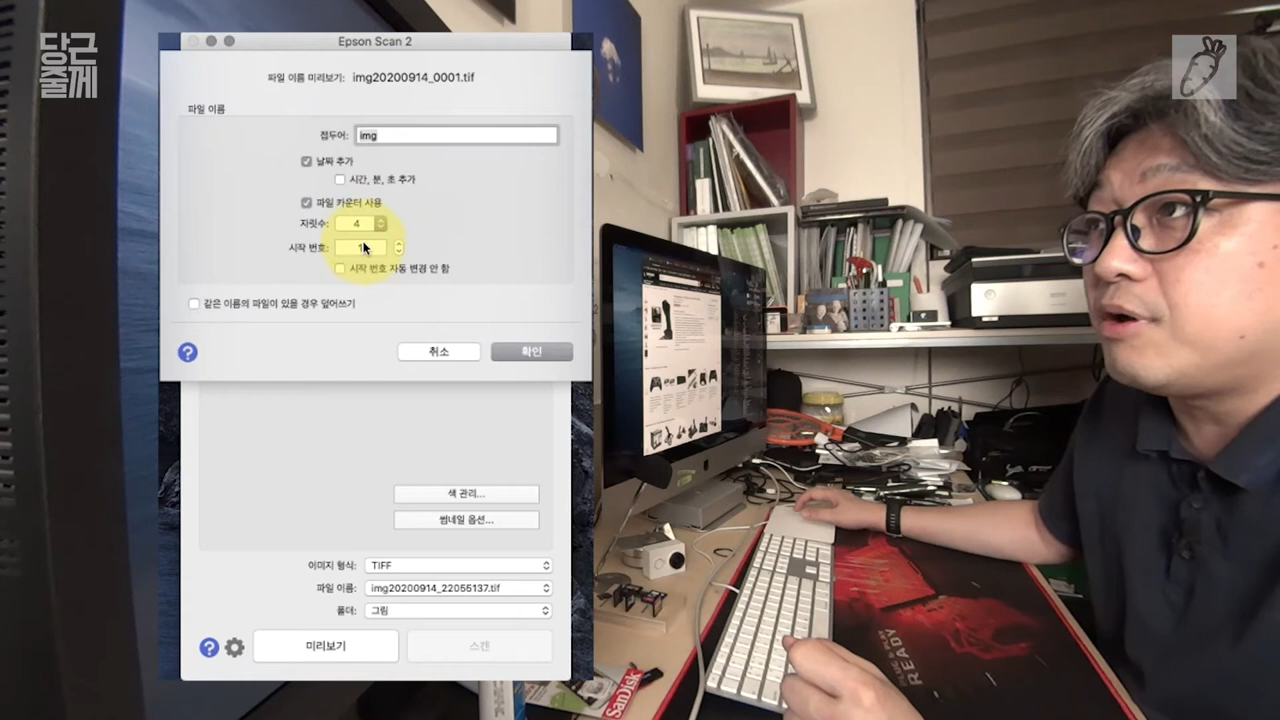 당근
줄께
Epson Scan 2
파일 이름 미리보기: img20200914_0001.tif
파일 이름
접두어: img
날짜 추가
시간, 분, 초 추가
파일 카운터 사용
자릿수: 4
시작 번호: 1
시작 번호 자동 변경 안 함
같은 이름의 파일이 있을 경우 덮어쓰기
?
취소
확인
색 관리...
썸네일 옵션...
이미지 형식: TIFF
파일 이름: img20200914_22055137.tif
폴더: 그림
?
미리보기
스캔
PLUG & PLAY
READY
SanDisk